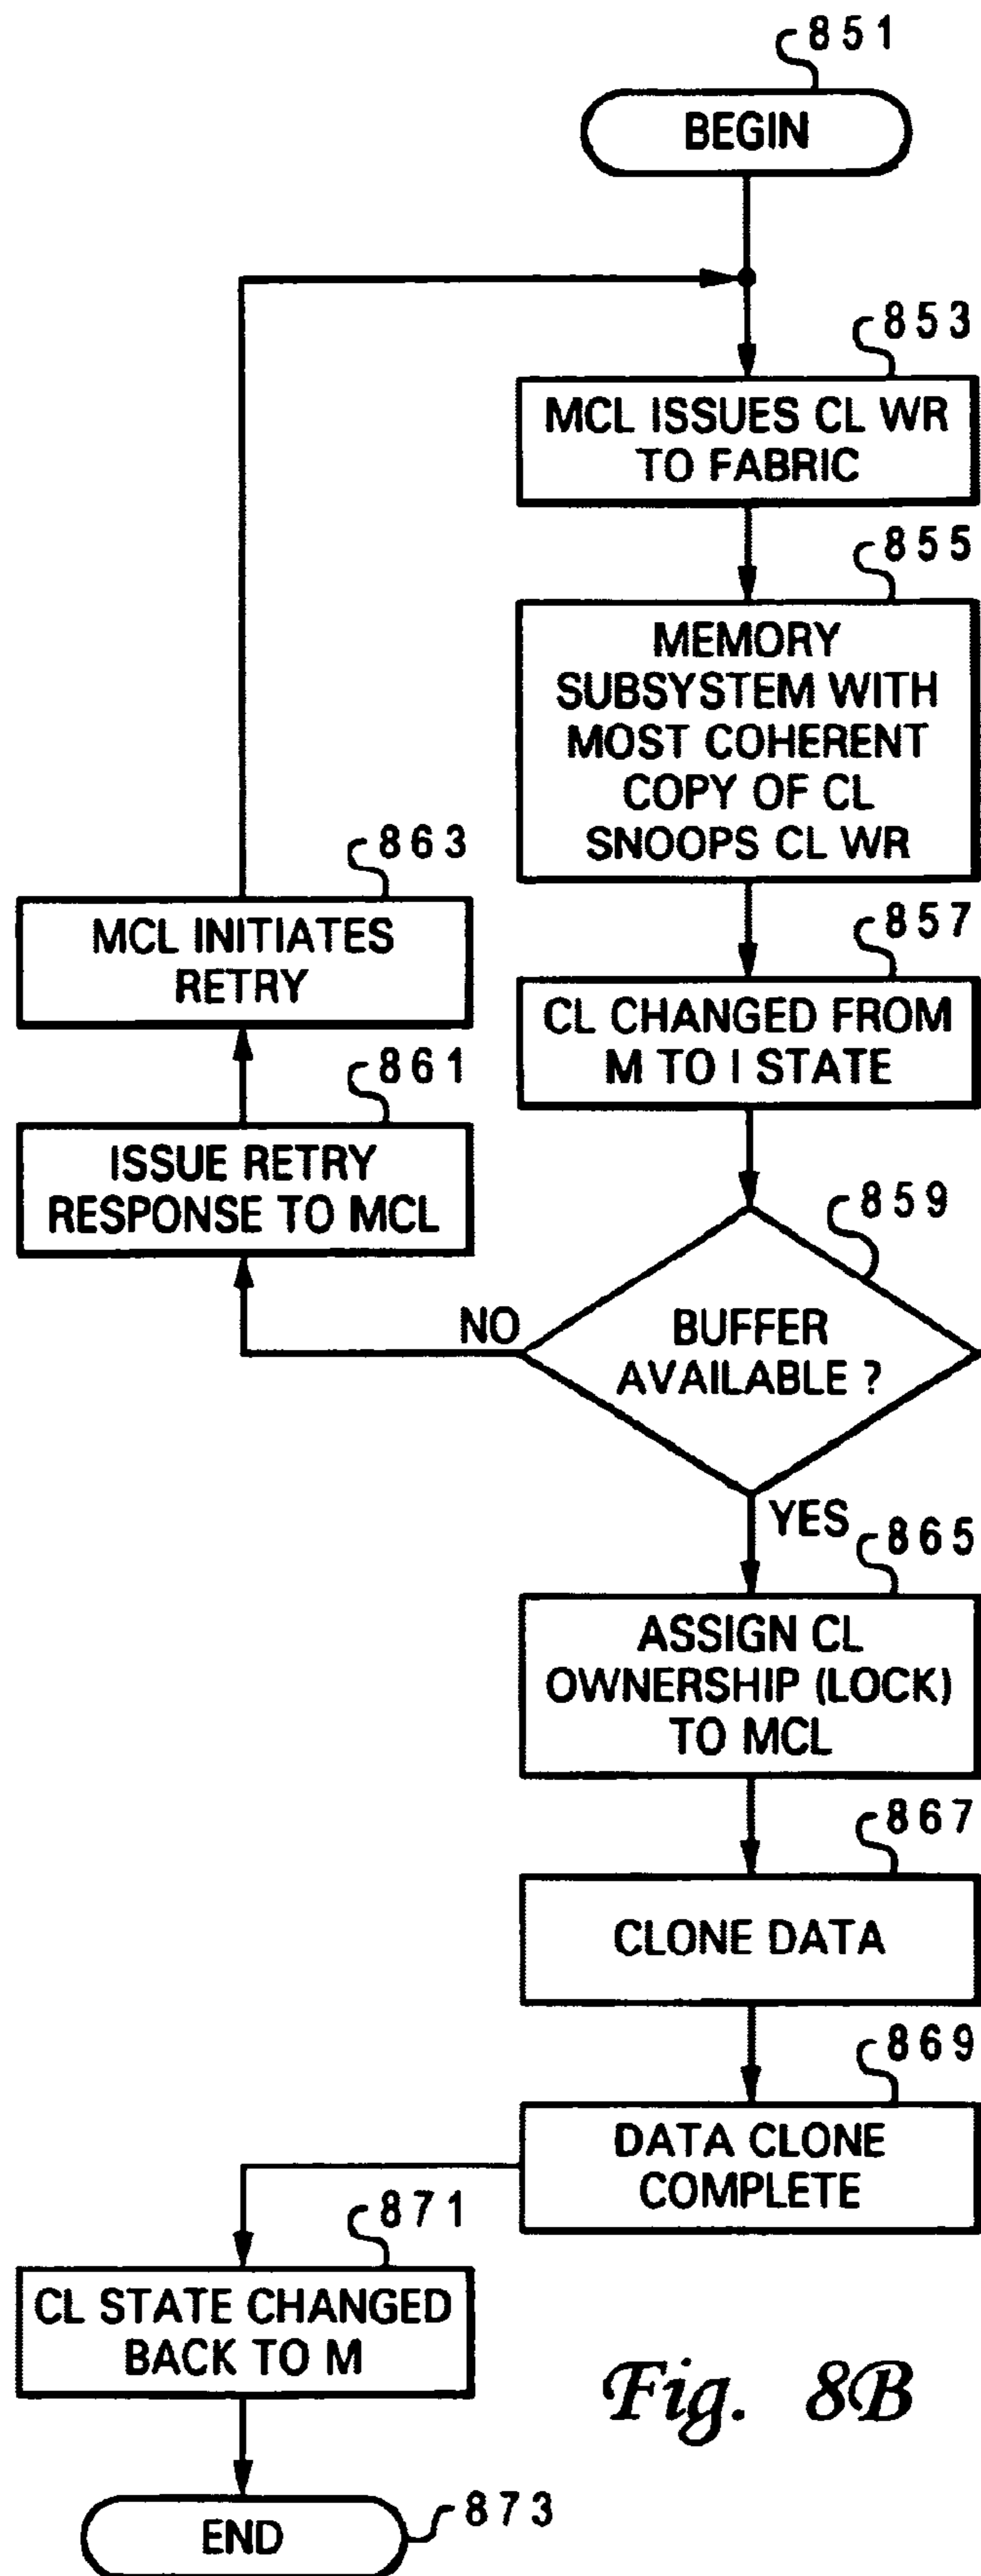 851
BEGIN
853
MCL ISSUES CL WR
TO FABRIC
855
MEMORY
SUBSYSTEM WITH
MOST COHERENT
COPY OF CL
SNOOPS CL WR
863
MCL INITIATES
RETRY
857
CL CHANGED FROM
M TO I STATE
861
ISSUE RETRY
RESPONSE TO MCL
859
BUFFER
AVAILABLE ?
NO
YES
865
ASSIGN CL
OWNERSHIP (LOCK)
TO MCL
867
CLONE DATA
869
DATA CLONE
COMPLETE
871
CL STATE CHANGED
BACK TO M
Fig. 8B
END
873